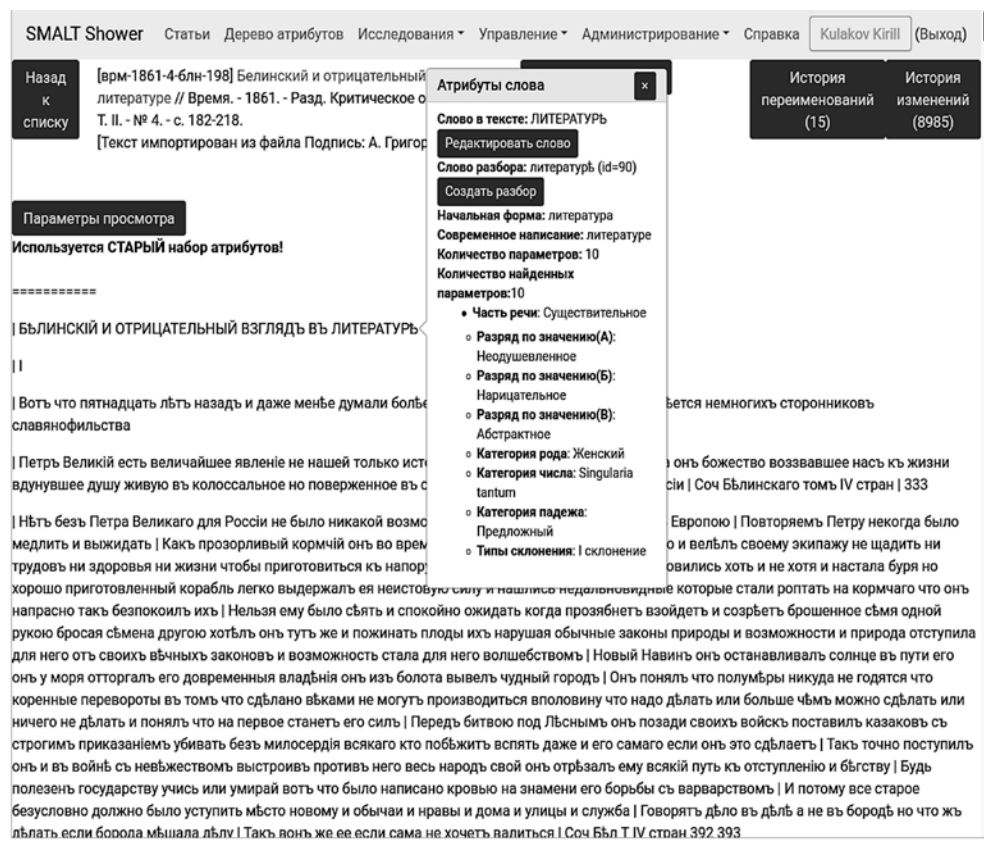 SMALT Shower Статьи Дерево атрибутов Исследования Управление Администрирование Справка Kulakov Kirill (Выход)
Назад к списку
[врм-1861-4-блн-198] Белинский и отрицательный
литературе // Время. - 1861. - Разд. Критическое о
Т. II. - № 4. - с. 182-218.
[Текст импортирован из файла Подпись: А. Григор
История переименований (15)
История изменений (8985)
Параметры просмотра
Используется СТАРЫЙ набор атрибутов!
Атрибуты слова ×
Слово в тексте: ЛИТЕРАТУРѢ
Редактировать слово
Слово разбора: литературѣ (id=90)
Создать разбор
Начальная форма: литература
Современное написание: литературе
Количество параметров: 10
Количество найденных
параметров:10
• Часть речи: Существительное
◦ Разряд по значению(А):
Неодушевленное
◦ Разряд по значению(Б):
Нарицательное
◦ Разряд по значению(В):
Абстрактное
◦ Категория рода: Женский
◦ Категория числа: Singularia
tantum
◦ Категория падежа:
Предложный
◦ Типы склонения: I склонение
===========
| БѢЛИНСКІЙ И ОТРИЦАТЕЛЬНЫЙ ВЗГЛЯДЪ ВЪ ЛИТЕРАТУРѢ
| I
| Вотъ что пятнадцать лѣтъ назадъ и даже менѣе думали болѣе ѣется немногихъ сторонниковъ
славянофильства
| Петръ Великій есть величайшее явленіе не нашей только ист а онъ божество воззвавшее насъ къ жизни
вдунувшее душу живую въ колоссальное но поверженное въ с сіи | Соч Бѣлинскаго томъ IV стран | 333
| Нѣтъ безъ Петра Великаго для Россіи не было никакой возмо Европою | Повторяемъ Петру некогда было
медлить и выжидать | Какъ прозорливый кормчій онъ во врем о и велѣлъ своему экипажу не щадить ни
трудовъ ни здоровья ни жизни чтобы приготовиться къ напору овились хоть и не хотя и настала буря но
хорошо приготовленный корабль легко выдержалъ ея неистовую силу и нашлись недальновидные которые стали роптать на кормчаго что онъ
напрасно такъ безпокоилъ ихъ | Нельзя ему было сѣять и спокойно ожидать когда прозябнетъ взойдетъ и созрѣетъ брошенное сѣмя одной
рукою бросая сѣмена другою хотѣлъ онъ тутъ же и пожинать плоды ихъ нарушая обычные законы природы и возможности и природа отступила
для него отъ своихъ вѣчныхъ законовъ и возможность стала для него волшебствомъ | Новый Навинъ онъ останавливалъ солнце въ пути его
онъ у моря отторгалъ его довременныя владѣнія онъ изъ болота вывелъ чудный городъ | Онъ понялъ что полумѣры никуда не годятся что
коренные перевороты въ томъ что сдѣлано вѣками не могутъ производиться вполовину что надо дѣлать или больше чѣмъ можно сдѣлать или
ничего не дѣлать и понялъ что на первое станетъ его силъ | Передъ битвою под Лѣснымъ онъ позади своихъ войскъ поставилъ казаковъ съ
строгимъ приказаніемъ убивать безъ милосердія всякаго кто побѣжитъ вспять даже и его самаго если онъ это сдѣлаетъ | Такъ точно поступилъ
онъ и въ войнѣ съ невѣжествомъ выстроивъ противъ него весь народъ свой онъ отрѣзалъ ему всякій путь къ отступленію и бѣгству | Будь
полезенъ государству учись или умирай вотъ что было написано кровью на знамени его борьбы съ варварствомъ | И потому все старое
безусловно должно было уступить мѣсто новому и обычаи и нравы и дома и улицы и служба | Говорятъ дѣло въ дѣлѣ а не въ бородѣ но что жъ
дѣлать если борода мѣшала дѣлу | Такъ вонъ же ее если сама не хочетъ валиться | Соч Бѣл Т IV стран 392 393